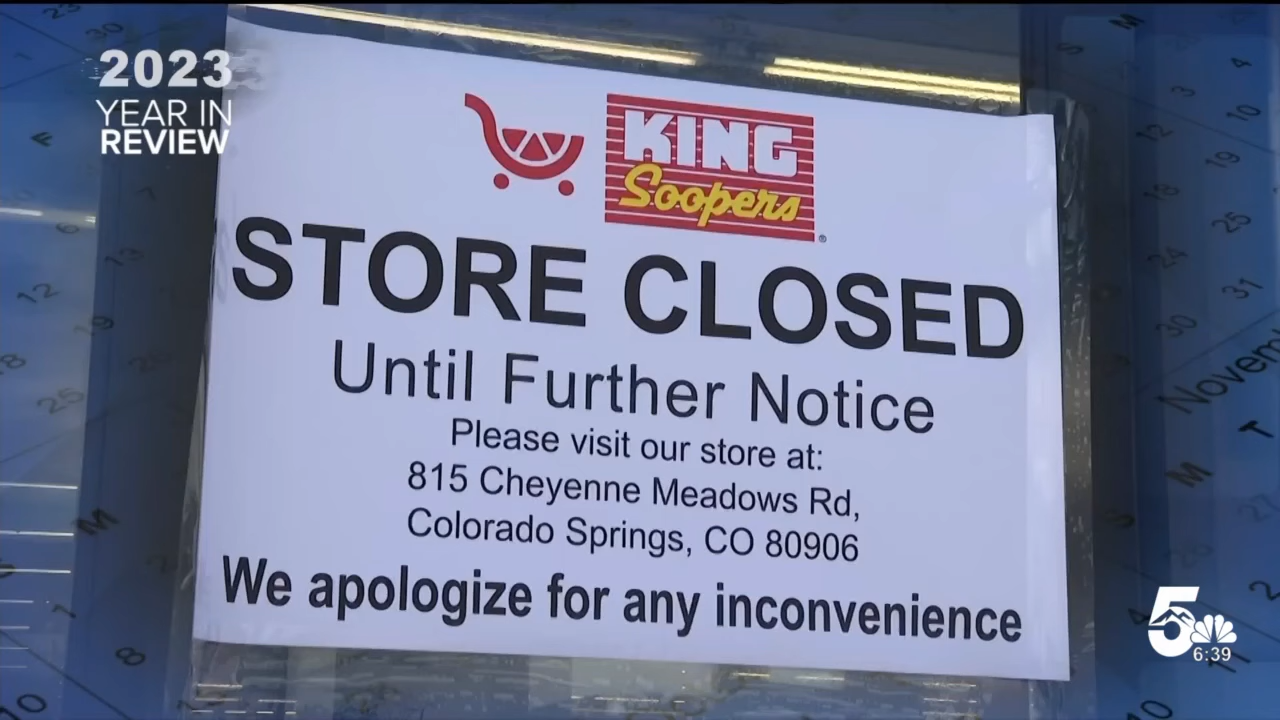 2023
YEAR IN
REVIEW
KING
Soopers
STORE CLOSED
Until Further Notice
Please visit our store at:
815 Cheyenne Meadows Rd,
Colorado Springs, CO 80906
We apologize for any inconvenience
5
6:39